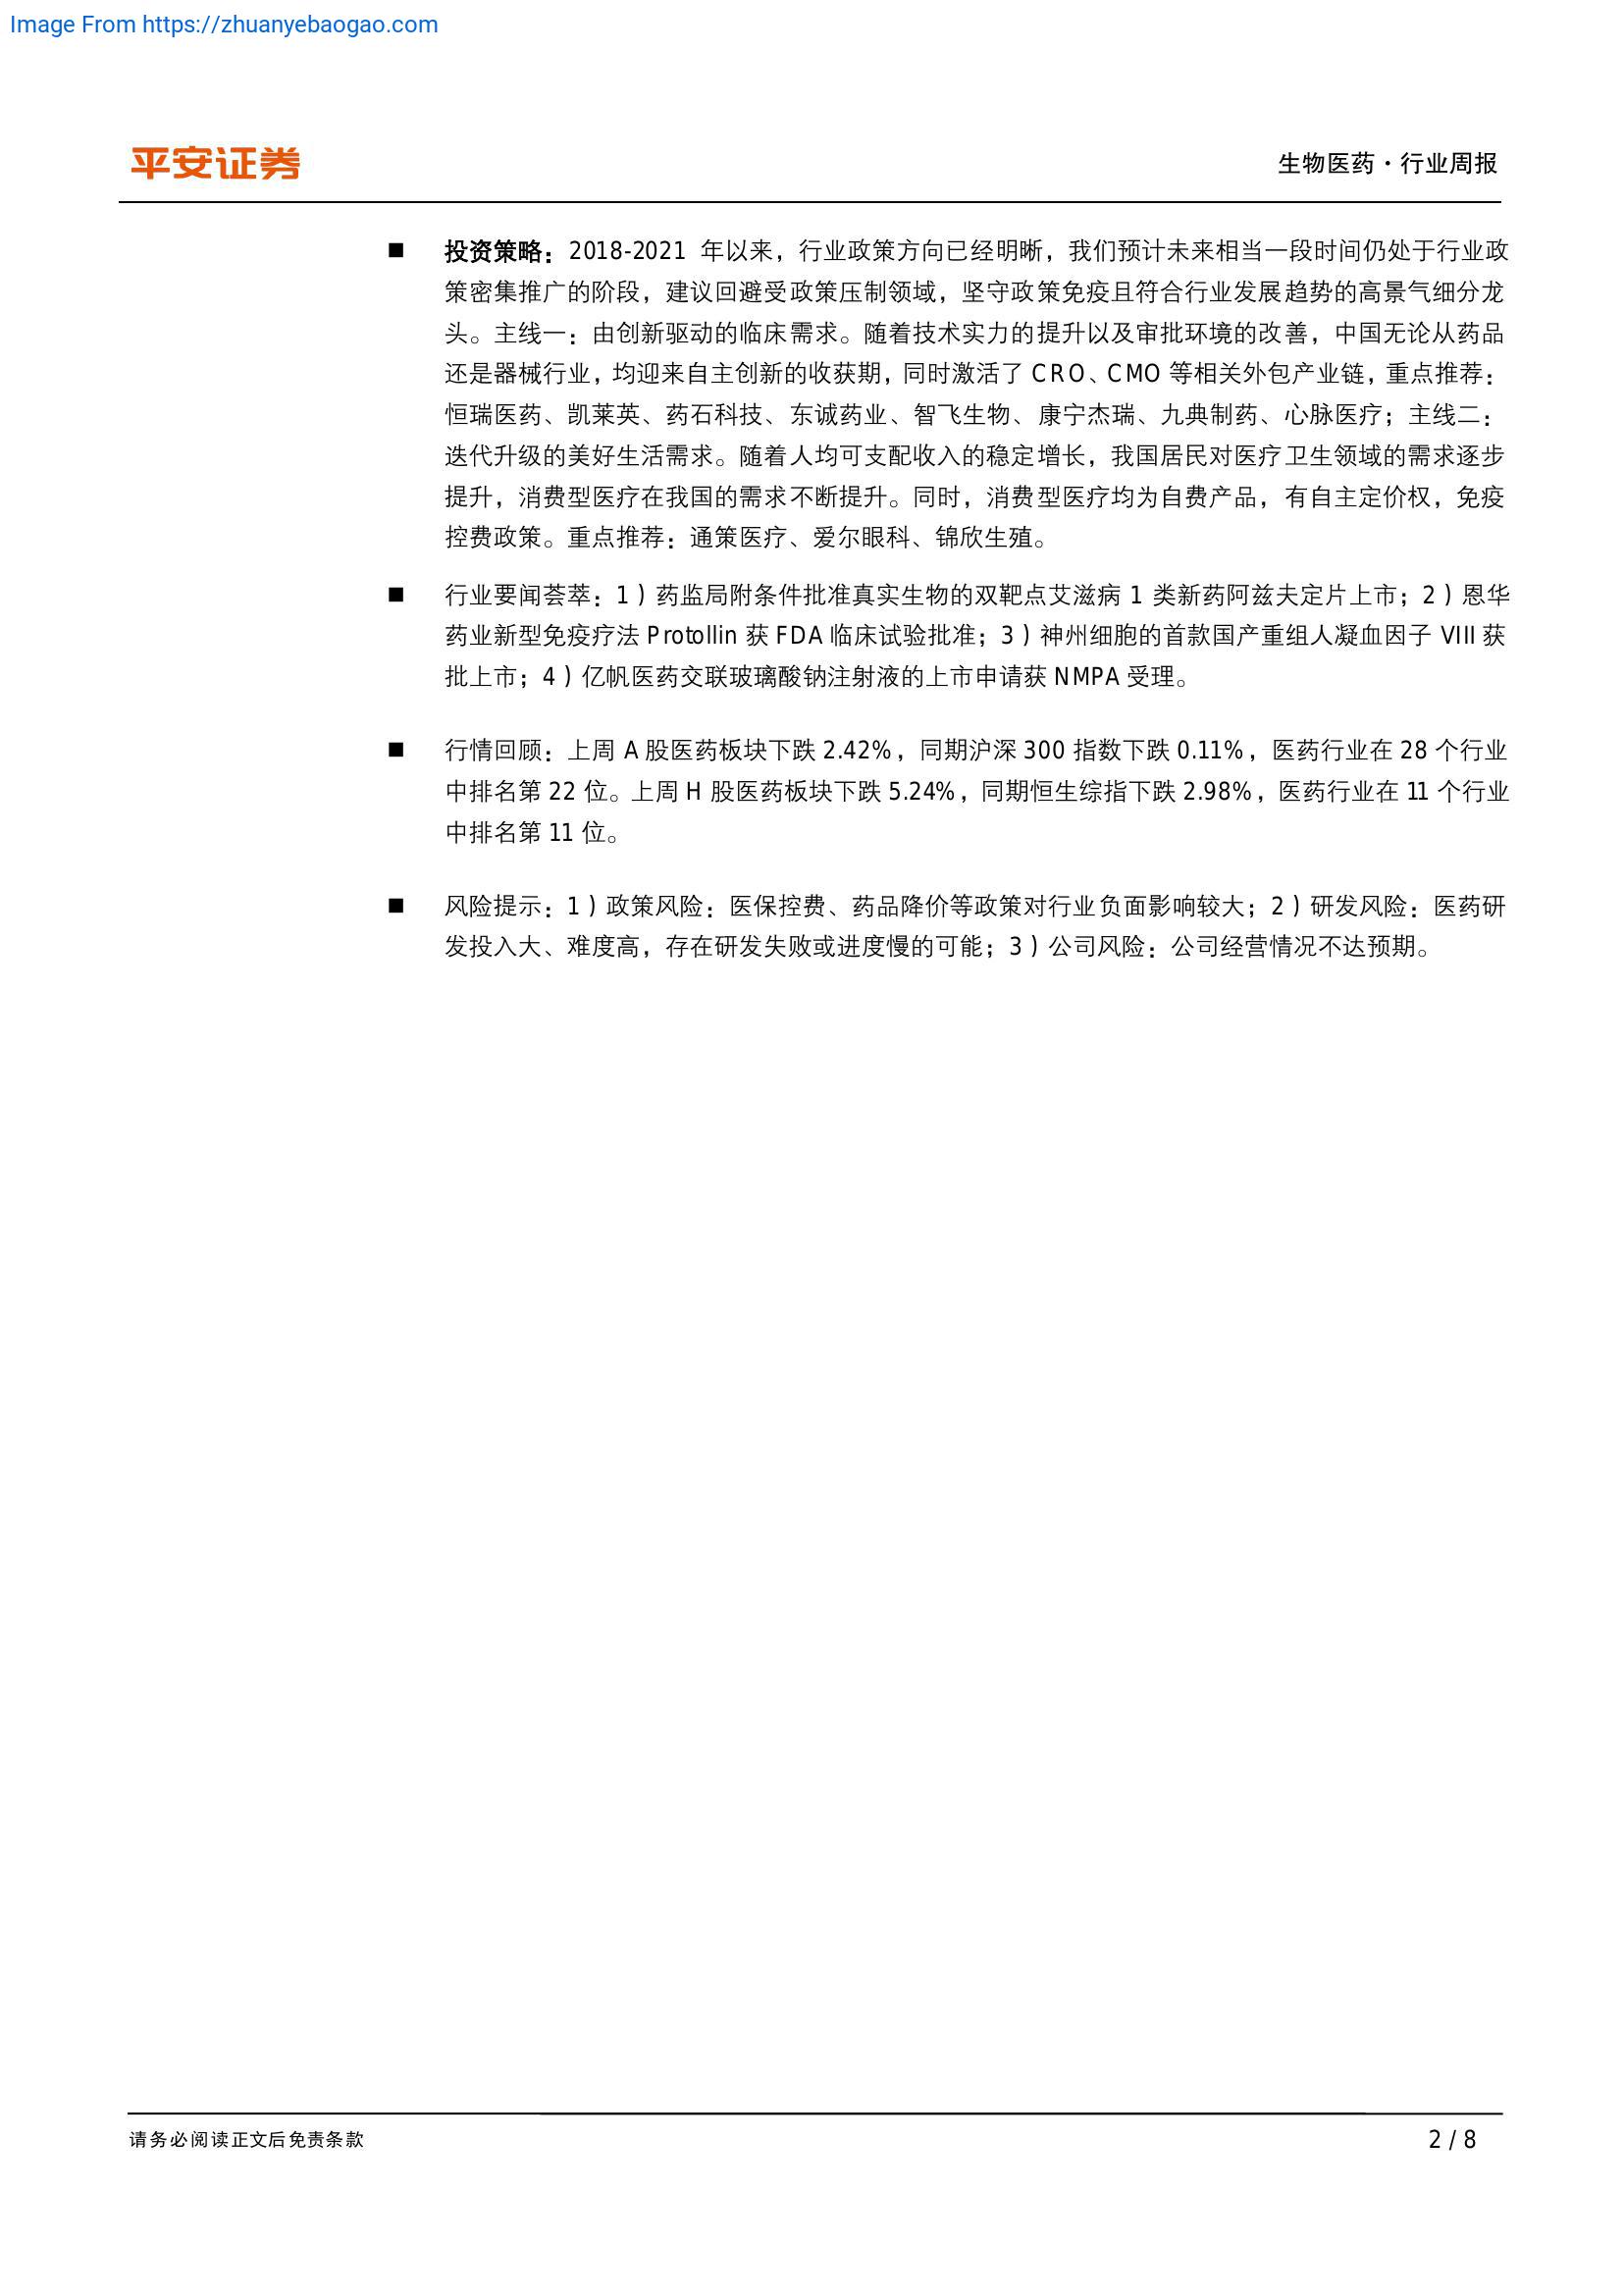 Image From https://zhuanyebaogao.com
平安证券
生物医药·行业周报
■ 投资策略：2018-2021 年以来，行业政策方向已经明晰，我们预计未来相当一段时间仍处于行业政
策密集推广的阶段，建议回避受政策压制领域，坚守政策免疫且符合行业发展趋势的高景气细分龙
头。主线一：由创新驱动的临床需求。随着技术实力的提升以及审批环境的改善，中国无论从药品
还是器械行业，均迎来自主创新的收获期，同时激活了 CRO、CMO 等相关外包产业链，重点推荐：
恒瑞医药、凯莱英、药石科技、东诚药业、智飞生物、康宁杰瑞、九典制药、心脉医疗；主线二：
迭代升级的美好生活需求。随着人均可支配收入的稳定增长，我国居民对医疗卫生领域的需求逐步
提升，消费型医疗在我国的需求不断提升。同时，消费型医疗均为自费产品，有自主定价权，免疫
控费政策。重点推荐：通策医疗、爱尔眼科、锦欣生殖。
■ 行业要闻荟萃：1）药监局附条件批准真实生物的双靶点艾滋病 1 类新药阿兹夫定片上市；2）恩华
药业新型免疫疗法 Protollin 获 FDA 临床试验批准；3）神州细胞的首款国产重组人凝血因子 VIII 获
批上市；4）亿帆医药交联玻璃酸钠注射液的上市申请获 NMPA 受理。
■ 行情回顾：上周 A 股医药板块下跌 2.42%，同期沪深 300 指数下跌 0.11%，医药行业在 28 个行业
中排名第 22 位。上周 H 股医药板块下跌 5.24%，同期恒生综指下跌 2.98%，医药行业在 11 个行业
中排名第 11 位。
■ 风险提示：1）政策风险：医保控费、药品降价等政策对行业负面影响较大；2）研发风险：医药研
发投入大、难度高，存在研发失败或进度慢的可能；3）公司风险：公司经营情况不达预期。
请务必阅读正文后免责条款
2 / 8